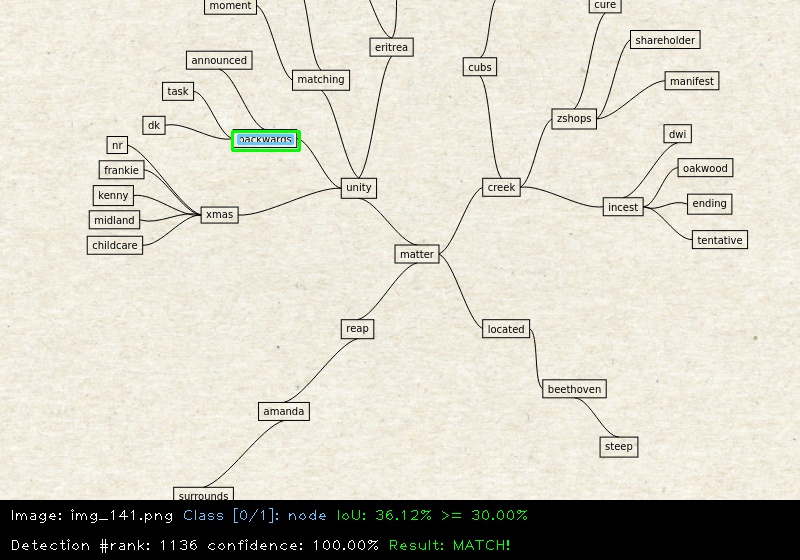 moment
cure
eritrea
shareholder
announced
cubs
matching
manifest
task
zshops
dk
backwards
dwi
nr
frankie
oakwood
unity
creek
kenny
ending
incest
xmas
midland
tentative
childcare
matter
reap
located
beethoven
amanda
steep
surrounds
Image: img_141.png Class [0/1]: node IoU: 36.12% >= 30.00%
Detection #rank: 1136 confidence: 100.00% Result: MATCH!